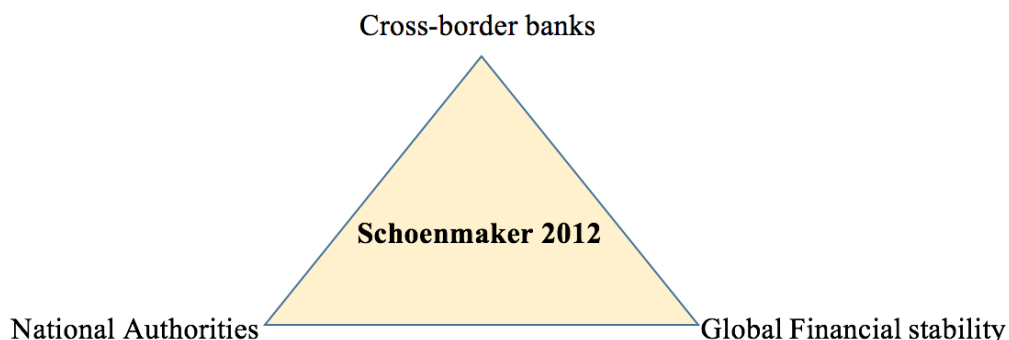 Cross-border banks
Schoenmaker 2012
National Authorities
Global Financial stability